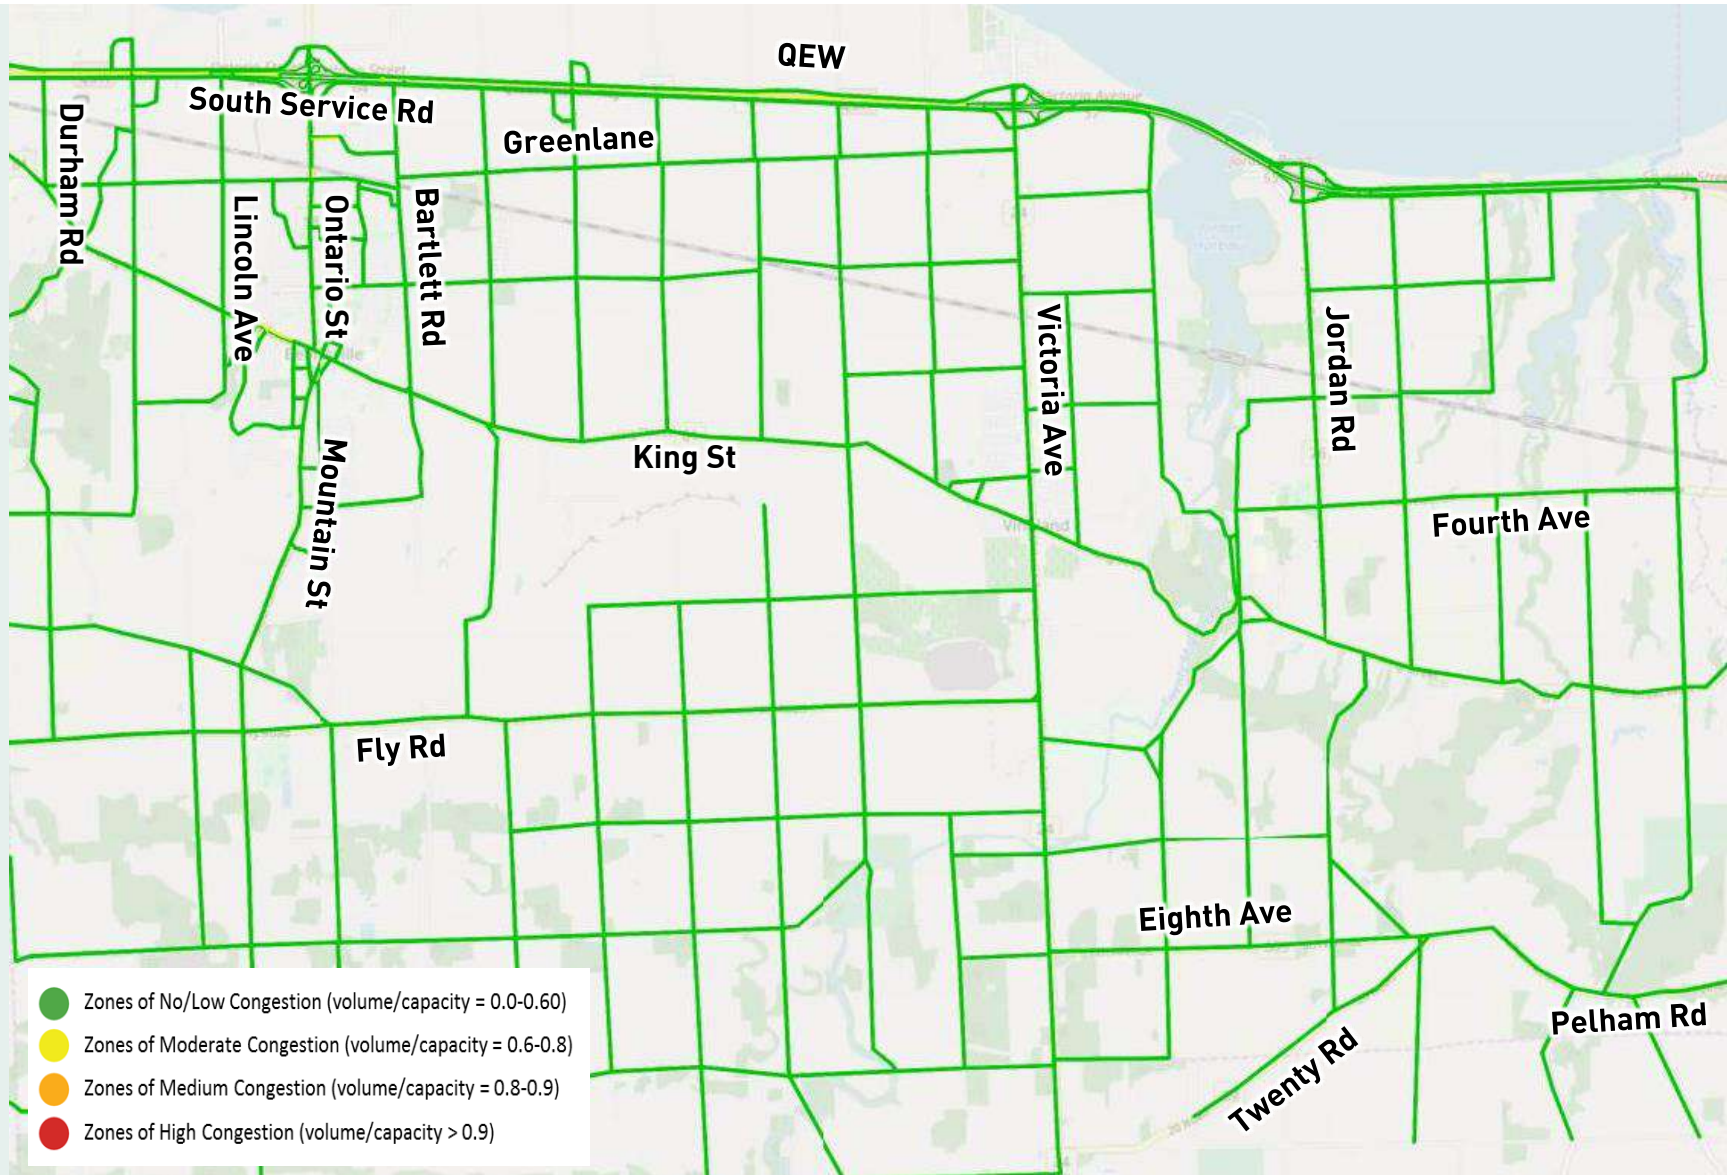 QEW
South Service Rd
Greenlane
Durham Rd
Lincoln Ave
Ontario St
Bartlett Rd
Victoria Ave
Jordan Rd
King St
Mountain St
Fourth Ave
Fly Rd
Eighth Ave
Pelham Rd
Twenty Rd
Zones of No/Low Congestion (volume/capacity = 0.0-0.60)
Zones of Moderate Congestion (volume/capacity = 0.6-0.8)
Zones of Medium Congestion (volume/capacity = 0.8-0.9)
Zones of High Congestion (volume/capacity > 0.9)